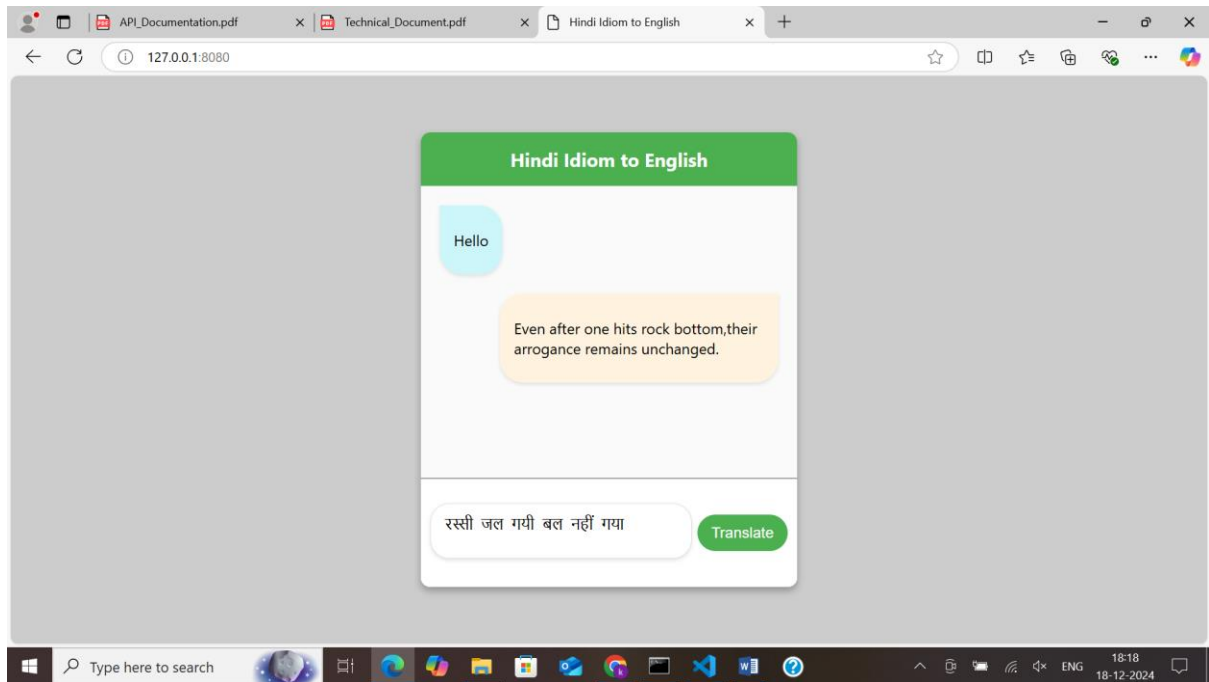 API_Documentation.pdf
Technical_Document.pdf
Hindi Idiom to English
127.0.0.1:8080
Hindi Idiom to English
Hello
Even after one hits rock bottom,their
arrogance remains unchanged.
रस्सी जल गयी बल नहीं गया
Translate
Type here to search
ENG
18:18
18-12-2024